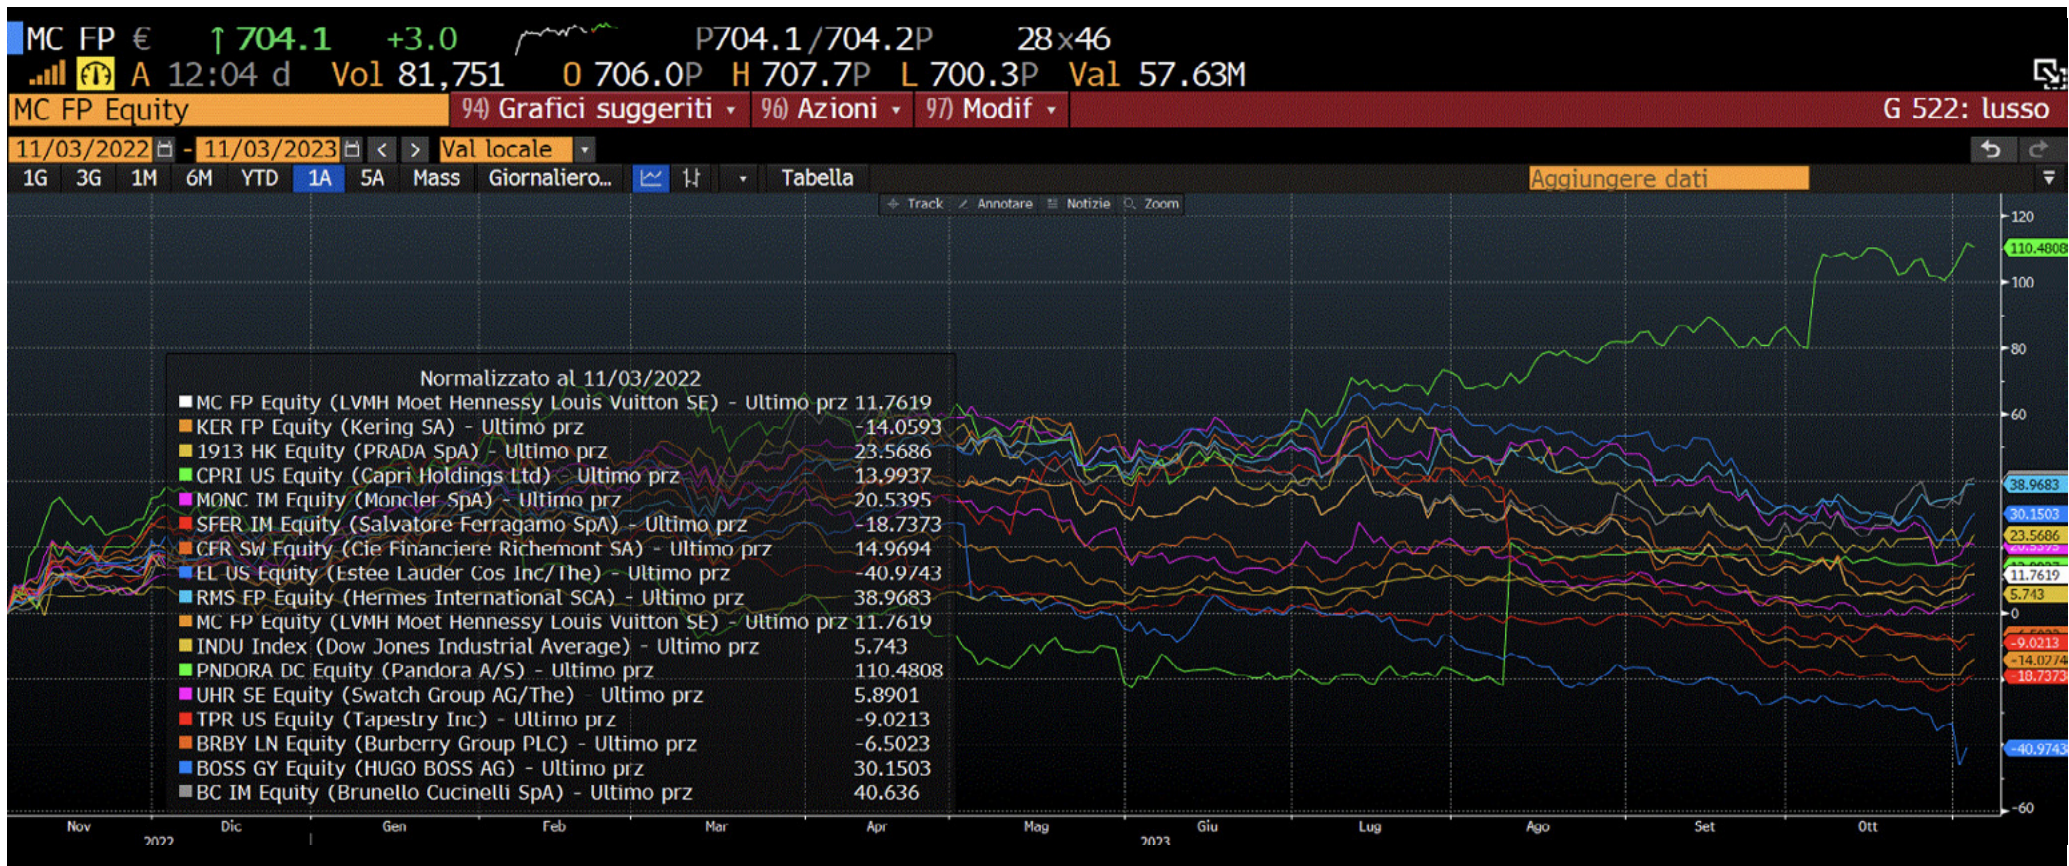 MC FP € ↑ 704.1 +3.0 P704.1/704.2P 28x46
A 12:04 d Vol 81,751 O 706.0P H 707.7P L 700.3P Val 57.63M
MC FP Equity 94) Grafici suggeriti 96) Azioni 97) Modif G 522: lusso
11/03/2022 - 11/03/2023 < > Val locale
1G 3G 1M 6M YTD 1A 5A Mass Giornaliero... Tabella Aggiungere dati
Track Annotare Notizie Zoom
120
110.4808
100
80
Normalizzato al 11/03/2022
MC FP Equity (LVMH Moet Hennessy Louis Vuitton SE) - Ultimo prz 11.7619
60
KER FP Equity (Kering SA) - Ultimo prz -14.0593
1913 HK Equity (PRADA SpA) - Ultimo prz 23.5686
CPRI US Equity (Capri Holdings Ltd) - Ultimo prz 13.9937
38.9683
MONC IM Equity (Moncler SpA) - Ultimo prz 20.5395
30.1503
SFER IM Equity (Salvatore Ferragamo SpA) - Ultimo prz -18.7373
23.5686
20.5395
CFR SW Equity (Cie Financiere Richemont SA) - Ultimo prz 14.9694
EL US Equity (Estee Lauder Cos Inc/The) - Ultimo prz -40.9743
11.7619
RMS FP Equity (Hermes International SCA) - Ultimo prz 38.9683
5.743
MC FP Equity (LVMH Moet Hennessy Louis Vuitton SE) - Ultimo prz 11.7619
0
INDU Index (Dow Jones Industrial Average) - Ultimo prz 5.743
-9.0213
PNDORA DC Equity (Pandora A/S) - Ultimo prz 110.4808
-14.0274
-18.7373
UHR SE Equity (Swatch Group AG/The) - Ultimo prz 5.8901
TPR US Equity (Tapestry Inc) - Ultimo prz -9.0213
BRBY LN Equity (Burberry Group PLC) - Ultimo prz -6.5023
-40.9743
BOSS GY Equity (HUGO BOSS AG) - Ultimo prz 30.1503
BC IM Equity (Brunello Cucinelli SpA) - Ultimo prz 40.636
-60
Nov Dic Gen Feb Mar Apr Mag Giu Lug Ago Set Ott
2022 2023